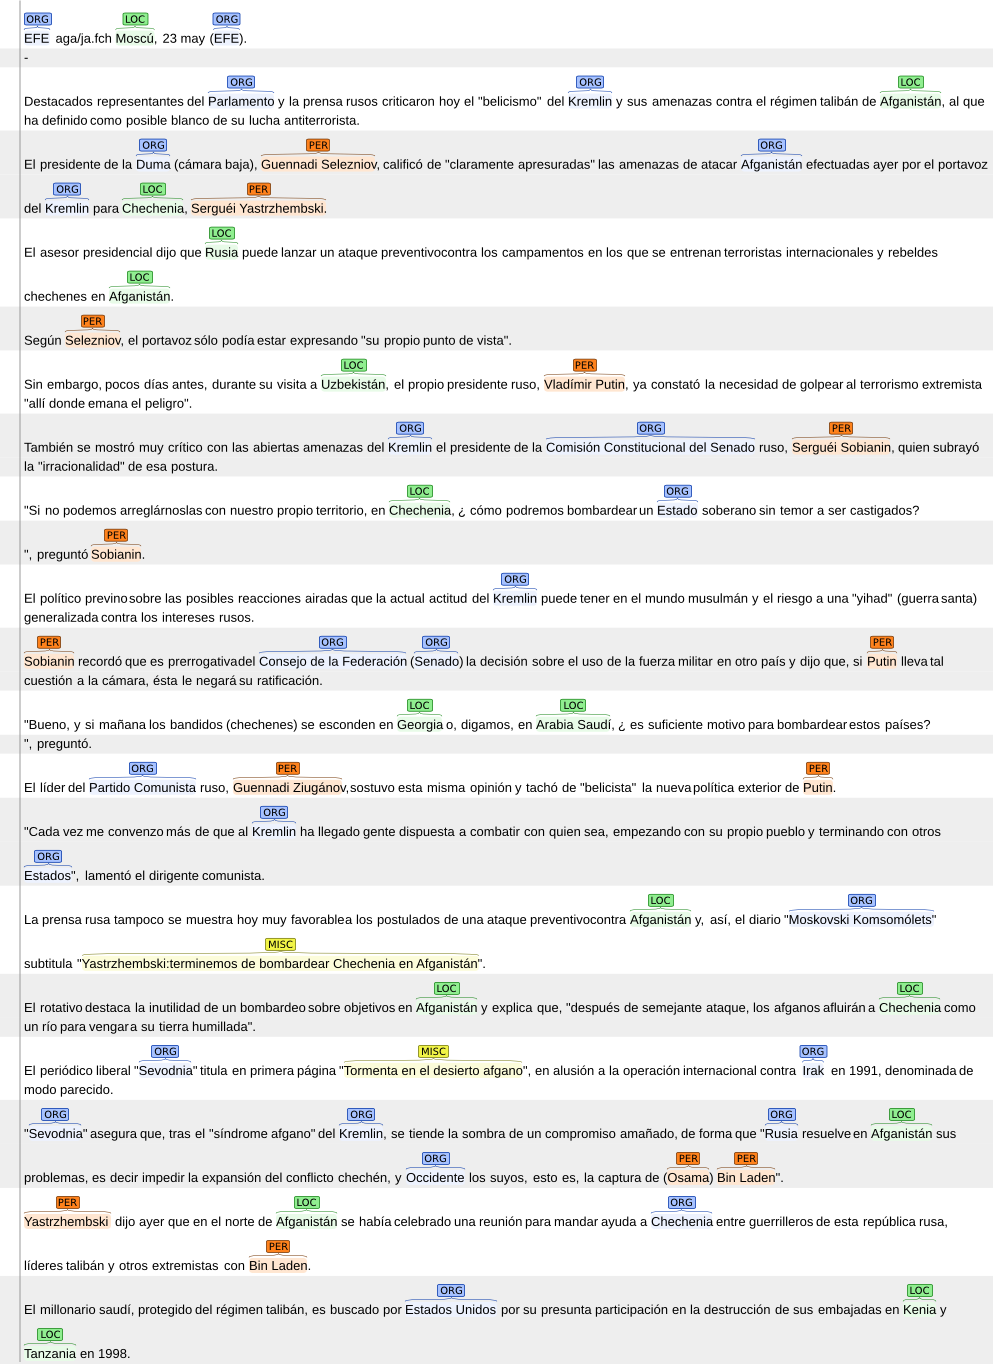 ORG LOC ORG
EFE aga/ja.fch Moscú, 23 may (EFE).
-
ORG ORG LOC
Destacados representantes del Parlamento y la prensa rusos criticaron hoy el "belicismo" del Kremlin y sus amenazas contra el régimen talibán de Afganistán, al que
ha definido como posible blanco de su lucha antiterrorista.
ORG PER ORG
El presidente de la Duma (cámara baja), Guennadi Selezniov, calificó de "claramente apresuradas" las amenazas de atacar Afganistán efectuadas ayer por el portavoz
ORG LOC PER
del Kremlin para Chechenia, Serguéi Yastrzhembski.
LOC
El asesor presidencial dijo que Rusia puede lanzar un ataque preventivocontra los campamentos en los que se entrenan terroristas internacionales y rebeldes
LOC
chechenes en Afganistán.
PER
Según Selezniov, el portavoz sólo podía estar expresando "su propio punto de vista".
LOC PER
Sin embargo, pocos días antes, durante su visita a Uzbekistán, el propio presidente ruso, Vladímir Putin, ya constató la necesidad de golpear al terrorismo extremista
"allí donde emana el peligro".
ORG ORG PER
También se mostró muy crítico con las abiertas amenazas del Kremlin el presidente de la Comisión Constitucional del Senado ruso, Serguéi Sobianin, quien subrayó
la "irracionalidad" de esa postura.
LOC ORG
"Si no podemos arreglárnoslas con nuestro propio territorio, en Chechenia, ¿ cómo podremos bombardear un Estado soberano sin temor a ser castigados?
PER
", preguntó Sobianin.
ORG
El político previno sobre las posibles reacciones airadas que la actual actitud del Kremlin puede tener en el mundo musulmán y el riesgo a una "yihad" (guerra santa)
generalizada contra los intereses rusos.
PER ORG ORG PER
Sobianin recordó que es prerrogativa del Consejo de la Federación (Senado) la decisión sobre el uso de la fuerza militar en otro país y dijo que, si Putin lleva tal
cuestión a la cámara, ésta le negará su ratificación.
LOC LOC
"Bueno, y si mañana los bandidos (chechenes) se esconden en Georgia o, digamos, en Arabia Saudí, ¿ es suficiente motivo para bombardear estos países?
", preguntó.
ORG PER PER
El líder del Partido Comunista ruso, Guennadi Ziugánov, sostuvo esta misma opinión y tachó de "belicista" la nueva política exterior de Putin.
ORG
"Cada vez me convenzo más de que al Kremlin ha llegado gente dispuesta a combatir con quien sea, empezando con su propio pueblo y terminando con otros
ORG
Estados", lamentó el dirigente comunista.
LOC ORG
La prensa rusa tampoco se muestra hoy muy favorable a los postulados de una ataque preventivocontra Afganistán y, así, el diario "Moskovski Komsomólets"
MISC
subtitula "Yastrzhembski:terminemos de bombardear Chechenia en Afganistán".
LOC LOC
El rotativo destaca la inutilidad de un bombardeo sobre objetivos en Afganistán y explica que, "después de semejante ataque, los afganos afluirán a Chechenia como
un río para vengar a su tierra humillada".
ORG MISC ORG
El periódico liberal "Sevodnia" titula en primera página "Tormenta en el desierto afgano", en alusión a la operación internacional contra Irak en 1991, denominada de
modo parecido.
ORG ORG ORG LOC
"Sevodnia" asegura que, tras el "síndrome afgano" del Kremlin, se tiende la sombra de un compromiso amañado, de forma que "Rusia resuelve en Afganistán sus
ORG PER PER
problemas, es decir impedir la expansión del conflicto chechén, y Occidente los suyos, esto es, la captura de (Osama) Bin Laden".
PER LOC ORG
Yastrzhembski dijo ayer que en el norte de Afganistán se había celebrado una reunión para mandar ayuda a Chechenia entre guerrilleros de esta república rusa,
PER
líderes talibán y otros extremistas con Bin Laden.
ORG LOC
El millonario saudí, protegido del régimen talibán, es buscado por Estados Unidos por su presunta participación en la destrucción de sus embajadas en Kenia y
LOC
Tanzania en 1998.